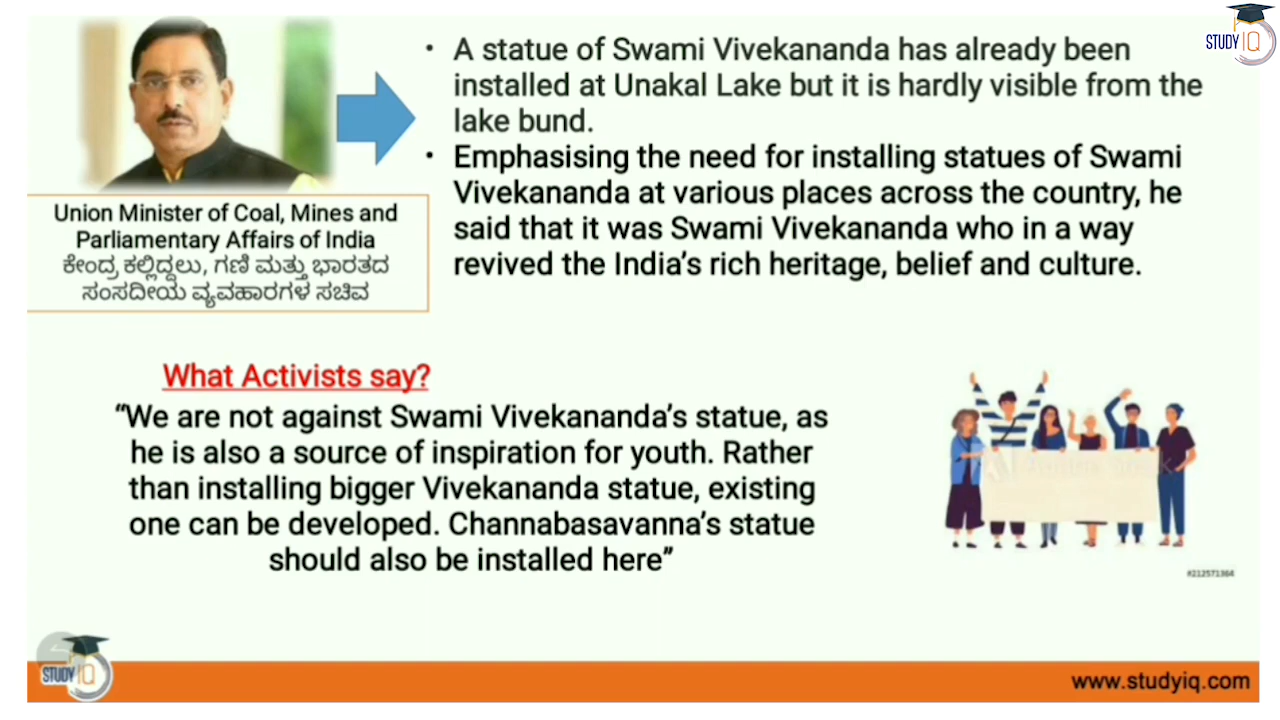 STUDY IQ
• A statue of Swami Vivekananda has already been
installed at Unakal Lake but it is hardly visible from the
lake bund.
• Emphasising the need for installing statues of Swami
Vivekananda at various places across the country, he
said that it was Swami Vivekananda who in a way
revived the India's rich heritage, belief and culture.
Union Minister of Coal, Mines and
Parliamentary Affairs of India
ಕೇಂದ್ರ ಕಲ್ಲಿದ್ದಲು, ಗಣಿ ಮತ್ತು ಭಾರತದ
ಸಂಸದೀಯ ವ್ಯವಹಾರಗಳ ಸಚಿವ
What Activists say?
“We are not against Swami Vivekananda’s statue, as
he is also a source of inspiration for youth. Rather
than installing bigger Vivekananda statue, existing
one can be developed. Channabasavanna’s statue
should also be installed here”
#212571364
STUDY IQ
www.studyiq.com